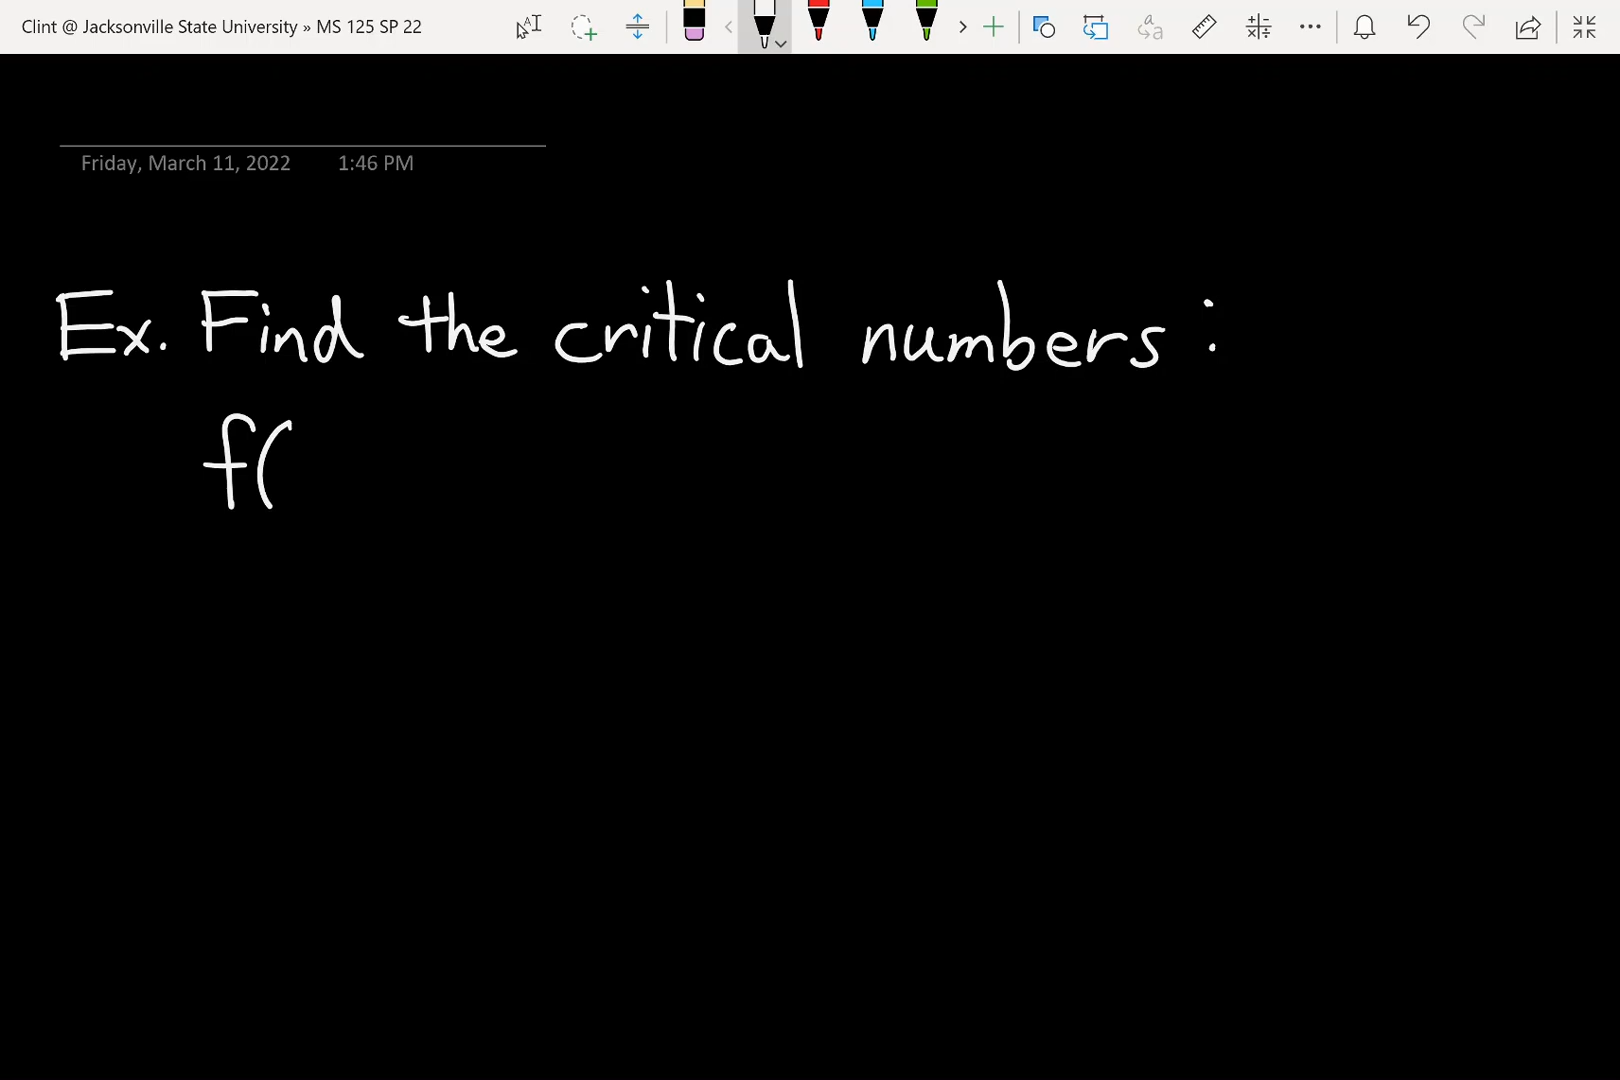 Clint @ Jacksonville State University » MS 125 SP 22
Friday, March 11, 2022 1:46 PM
Ex. Find the critical numbers:
f(